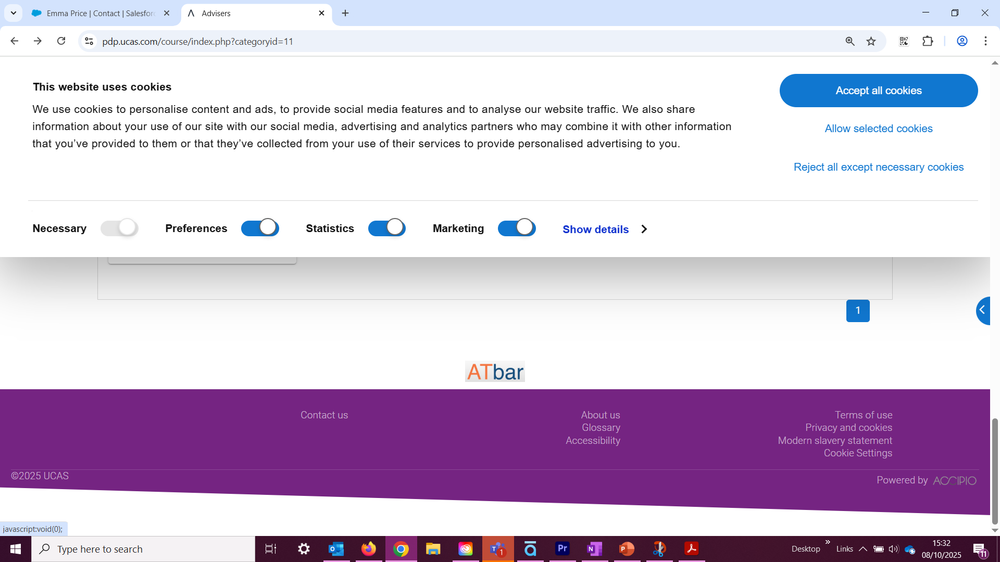 Emma Price | Contact | Salesforc
Advisers
pdp.ucas.com/course/index.php?categoryid=11
This website uses cookies
We use cookies to personalise content and ads, to provide social media features and to analyse our website traffic. We also share
information about your use of our site with our social media, advertising and analytics partners who may combine it with other information
that you’ve provided to them or that they’ve collected from your use of their services to provide personalised advertising to you.
Accept all cookies
Allow selected cookies
Reject all except necessary cookies
Necessary
Preferences
Statistics
Marketing
Show details
1
ATbar
Contact us
About us
Glossary
Accessibility
Terms of use
Privacy and cookies
Modern slavery statement
Cookie Settings
©2025 UCAS
Powered by ACCIPIO
javascript:void(0);
Type here to search
1
Pr
N
P
Desktop
Links
15:32
08/10/2025
11